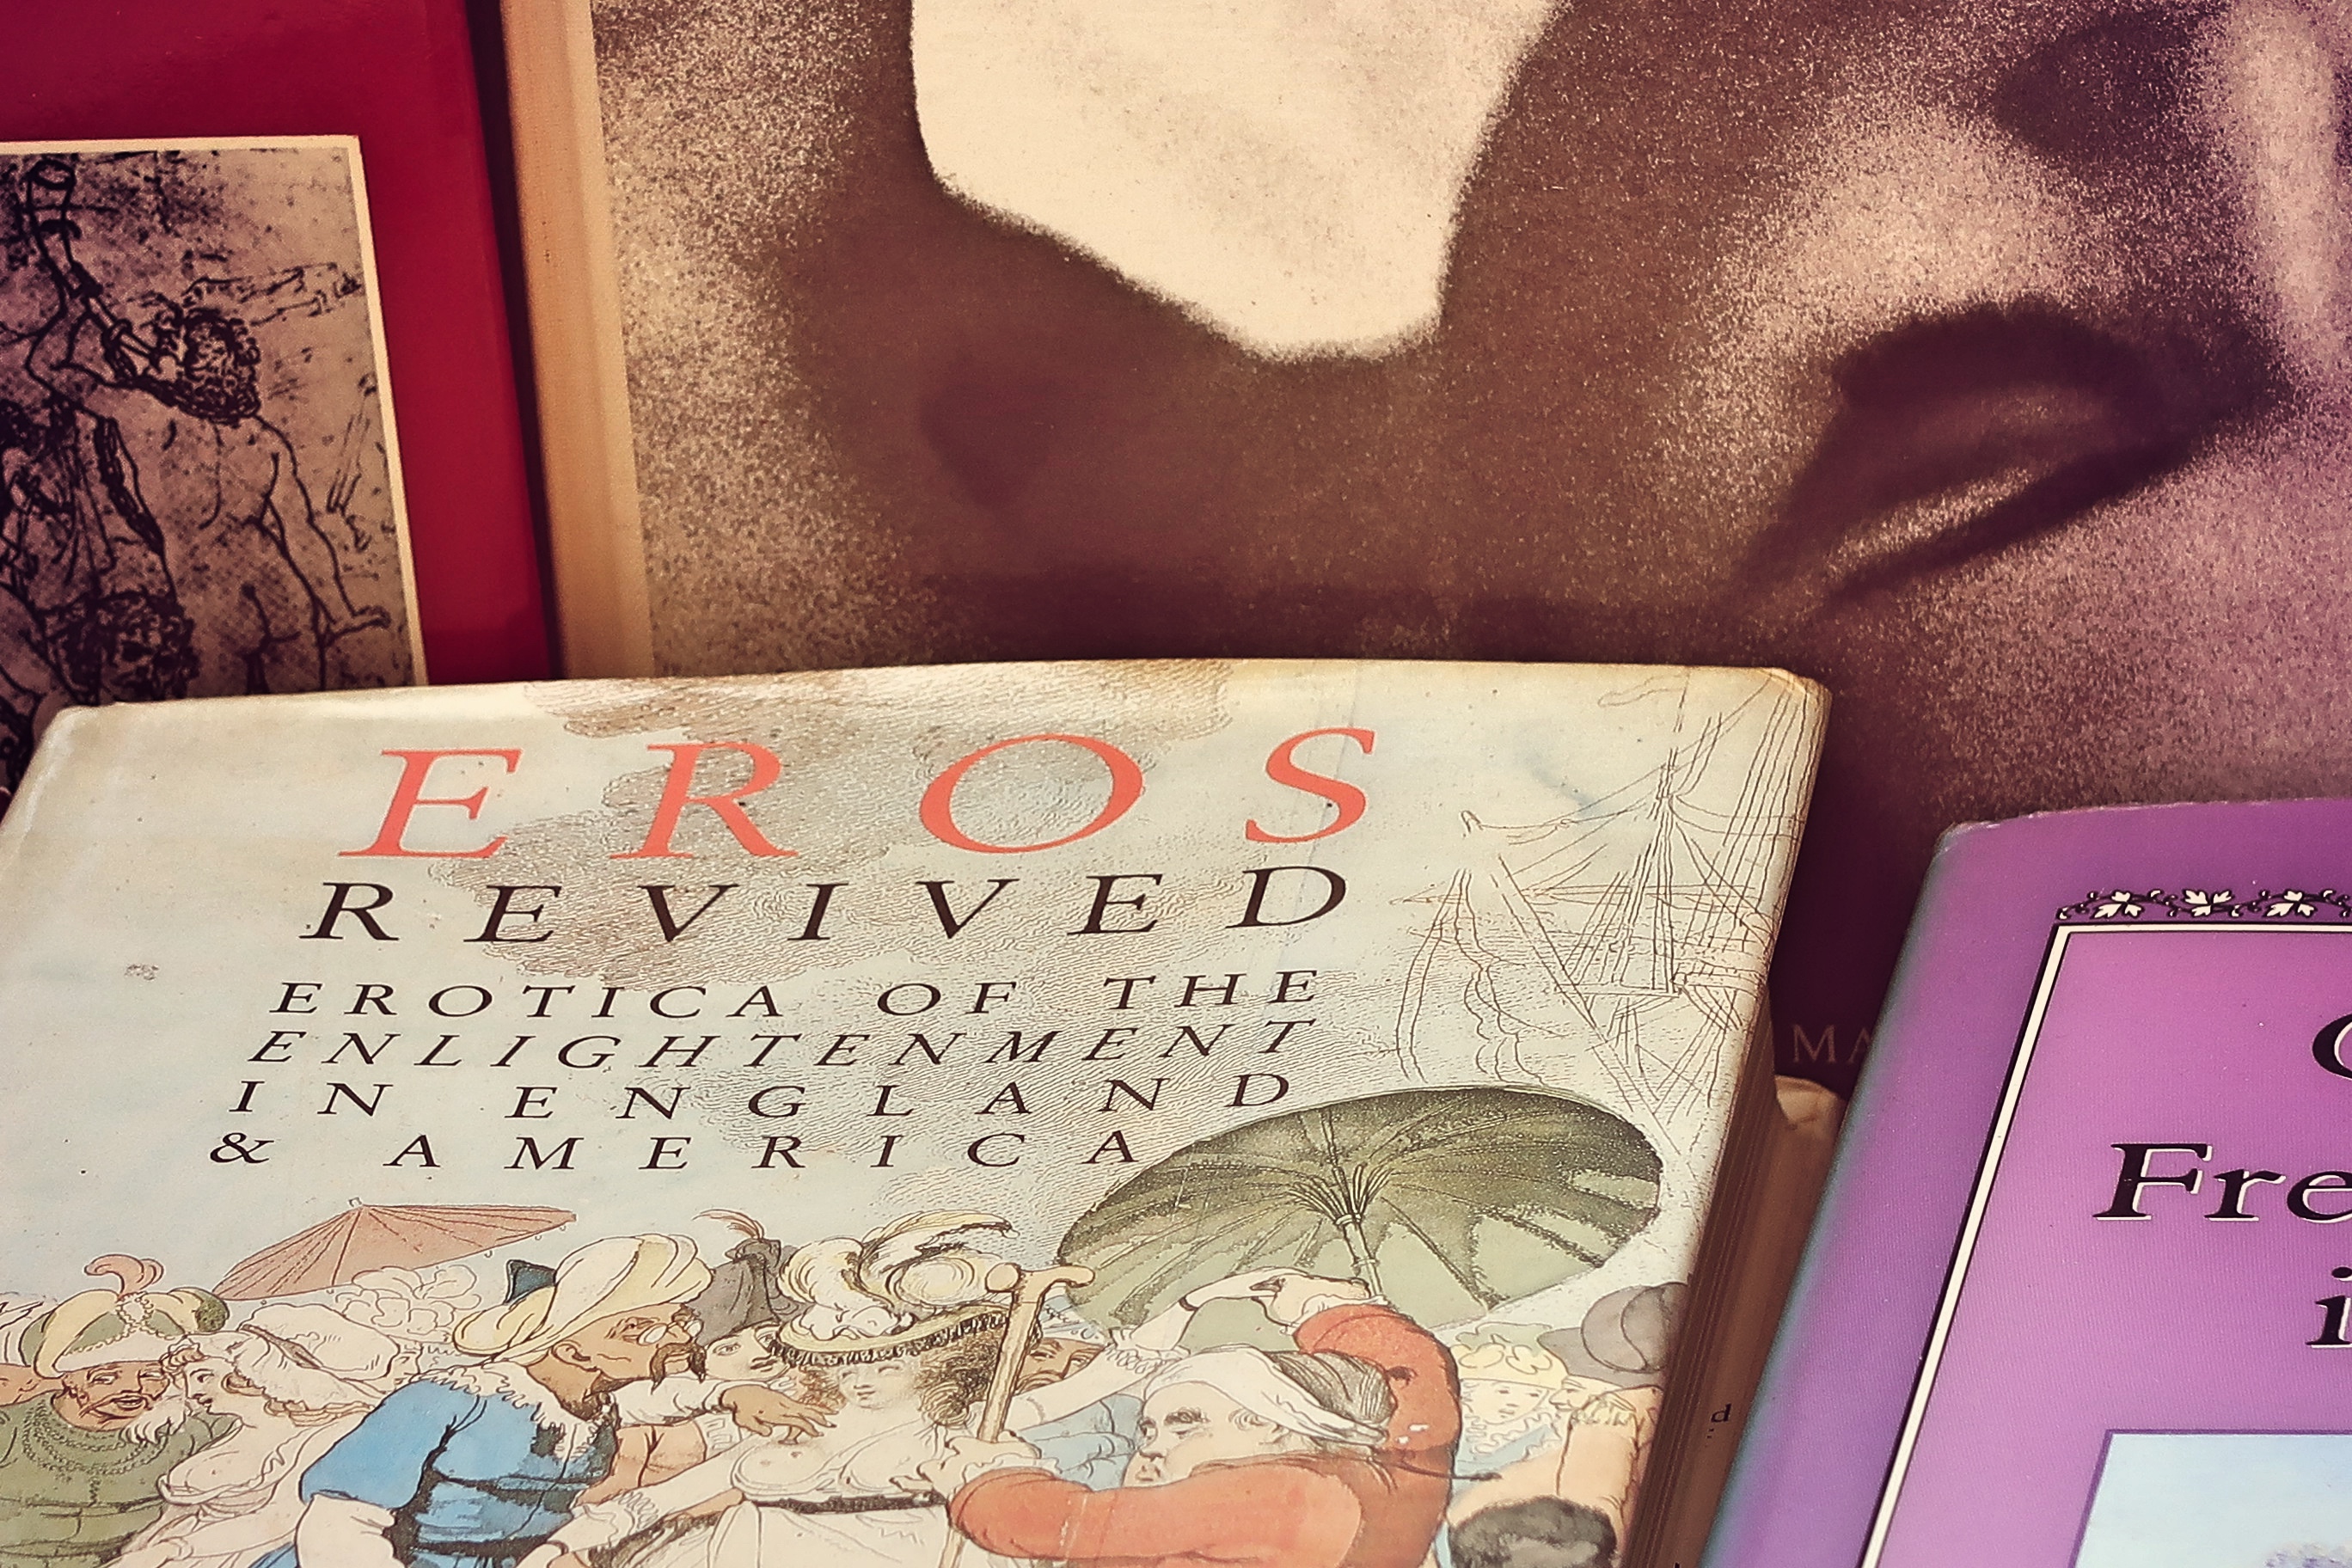 EROS
REVIVED
EROTICA OF THE
ENLIGHTENMENT
IN ENGLAND
& AMERICA